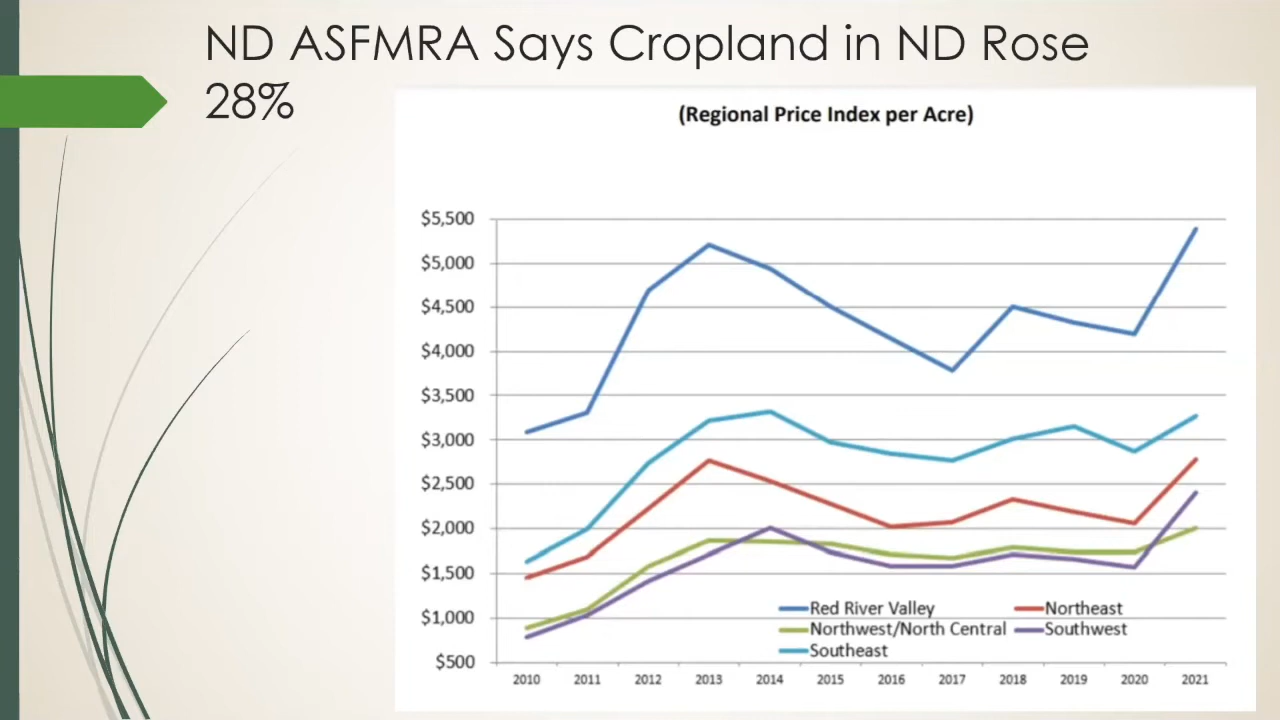 ND ASFMRA Says Cropland in ND Rose
28%
(Regional Price Index per Acre)
$5,500
$5,000
$4,500
$4,000
$3,500
$3,000
$2,500
$2,000
$1,500
$1,000
$500
Red River Valley Northeast
Northwest/North Central Southwest
Southeast
2010 2011 2012 2013 2014 2015 2016 2017 2018 2019 2020 2021